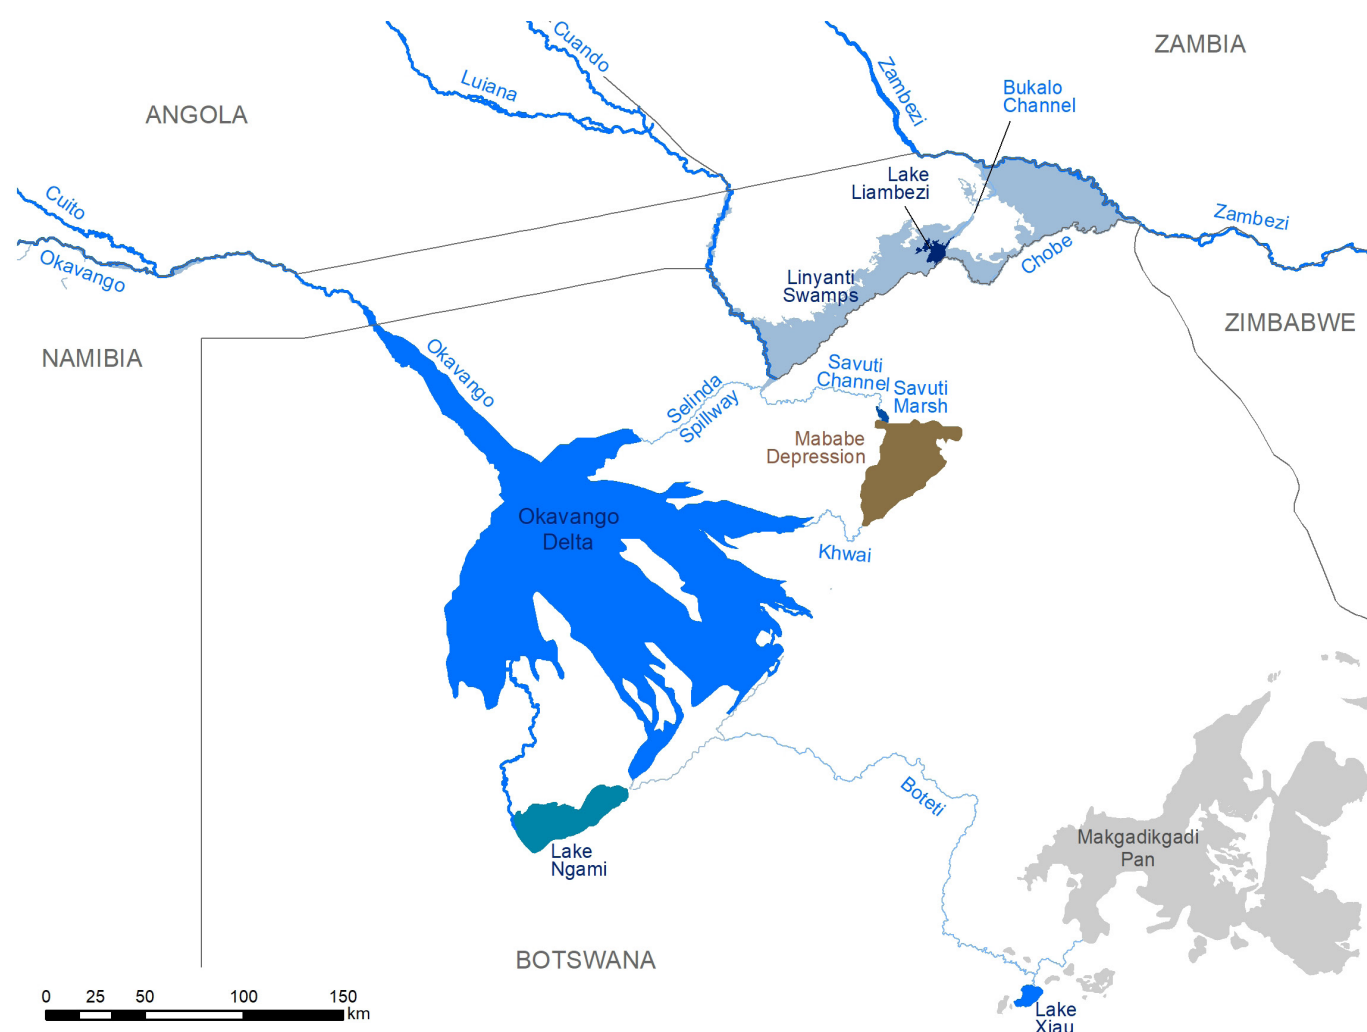 Cuando
ZAMBIA
Luiana
Zambezi
Bukalo
Channel
ANGOLA
Lake
Liambezi
Cuito
Zambezi
Okavango
Chobe
Linyanti
Swamps
ZIMBABWE
NAMIBIA
Okavango
Savuti
Channel
Savuti
Marsh
Selinda
Spillway
Mababe
Depression
Okavango
Delta
Khwai
Boteti
Makgadikgadi
Pan
Lake
Ngami
BOTSWANA
0 25 50 100 150
km
Lake
Xiau